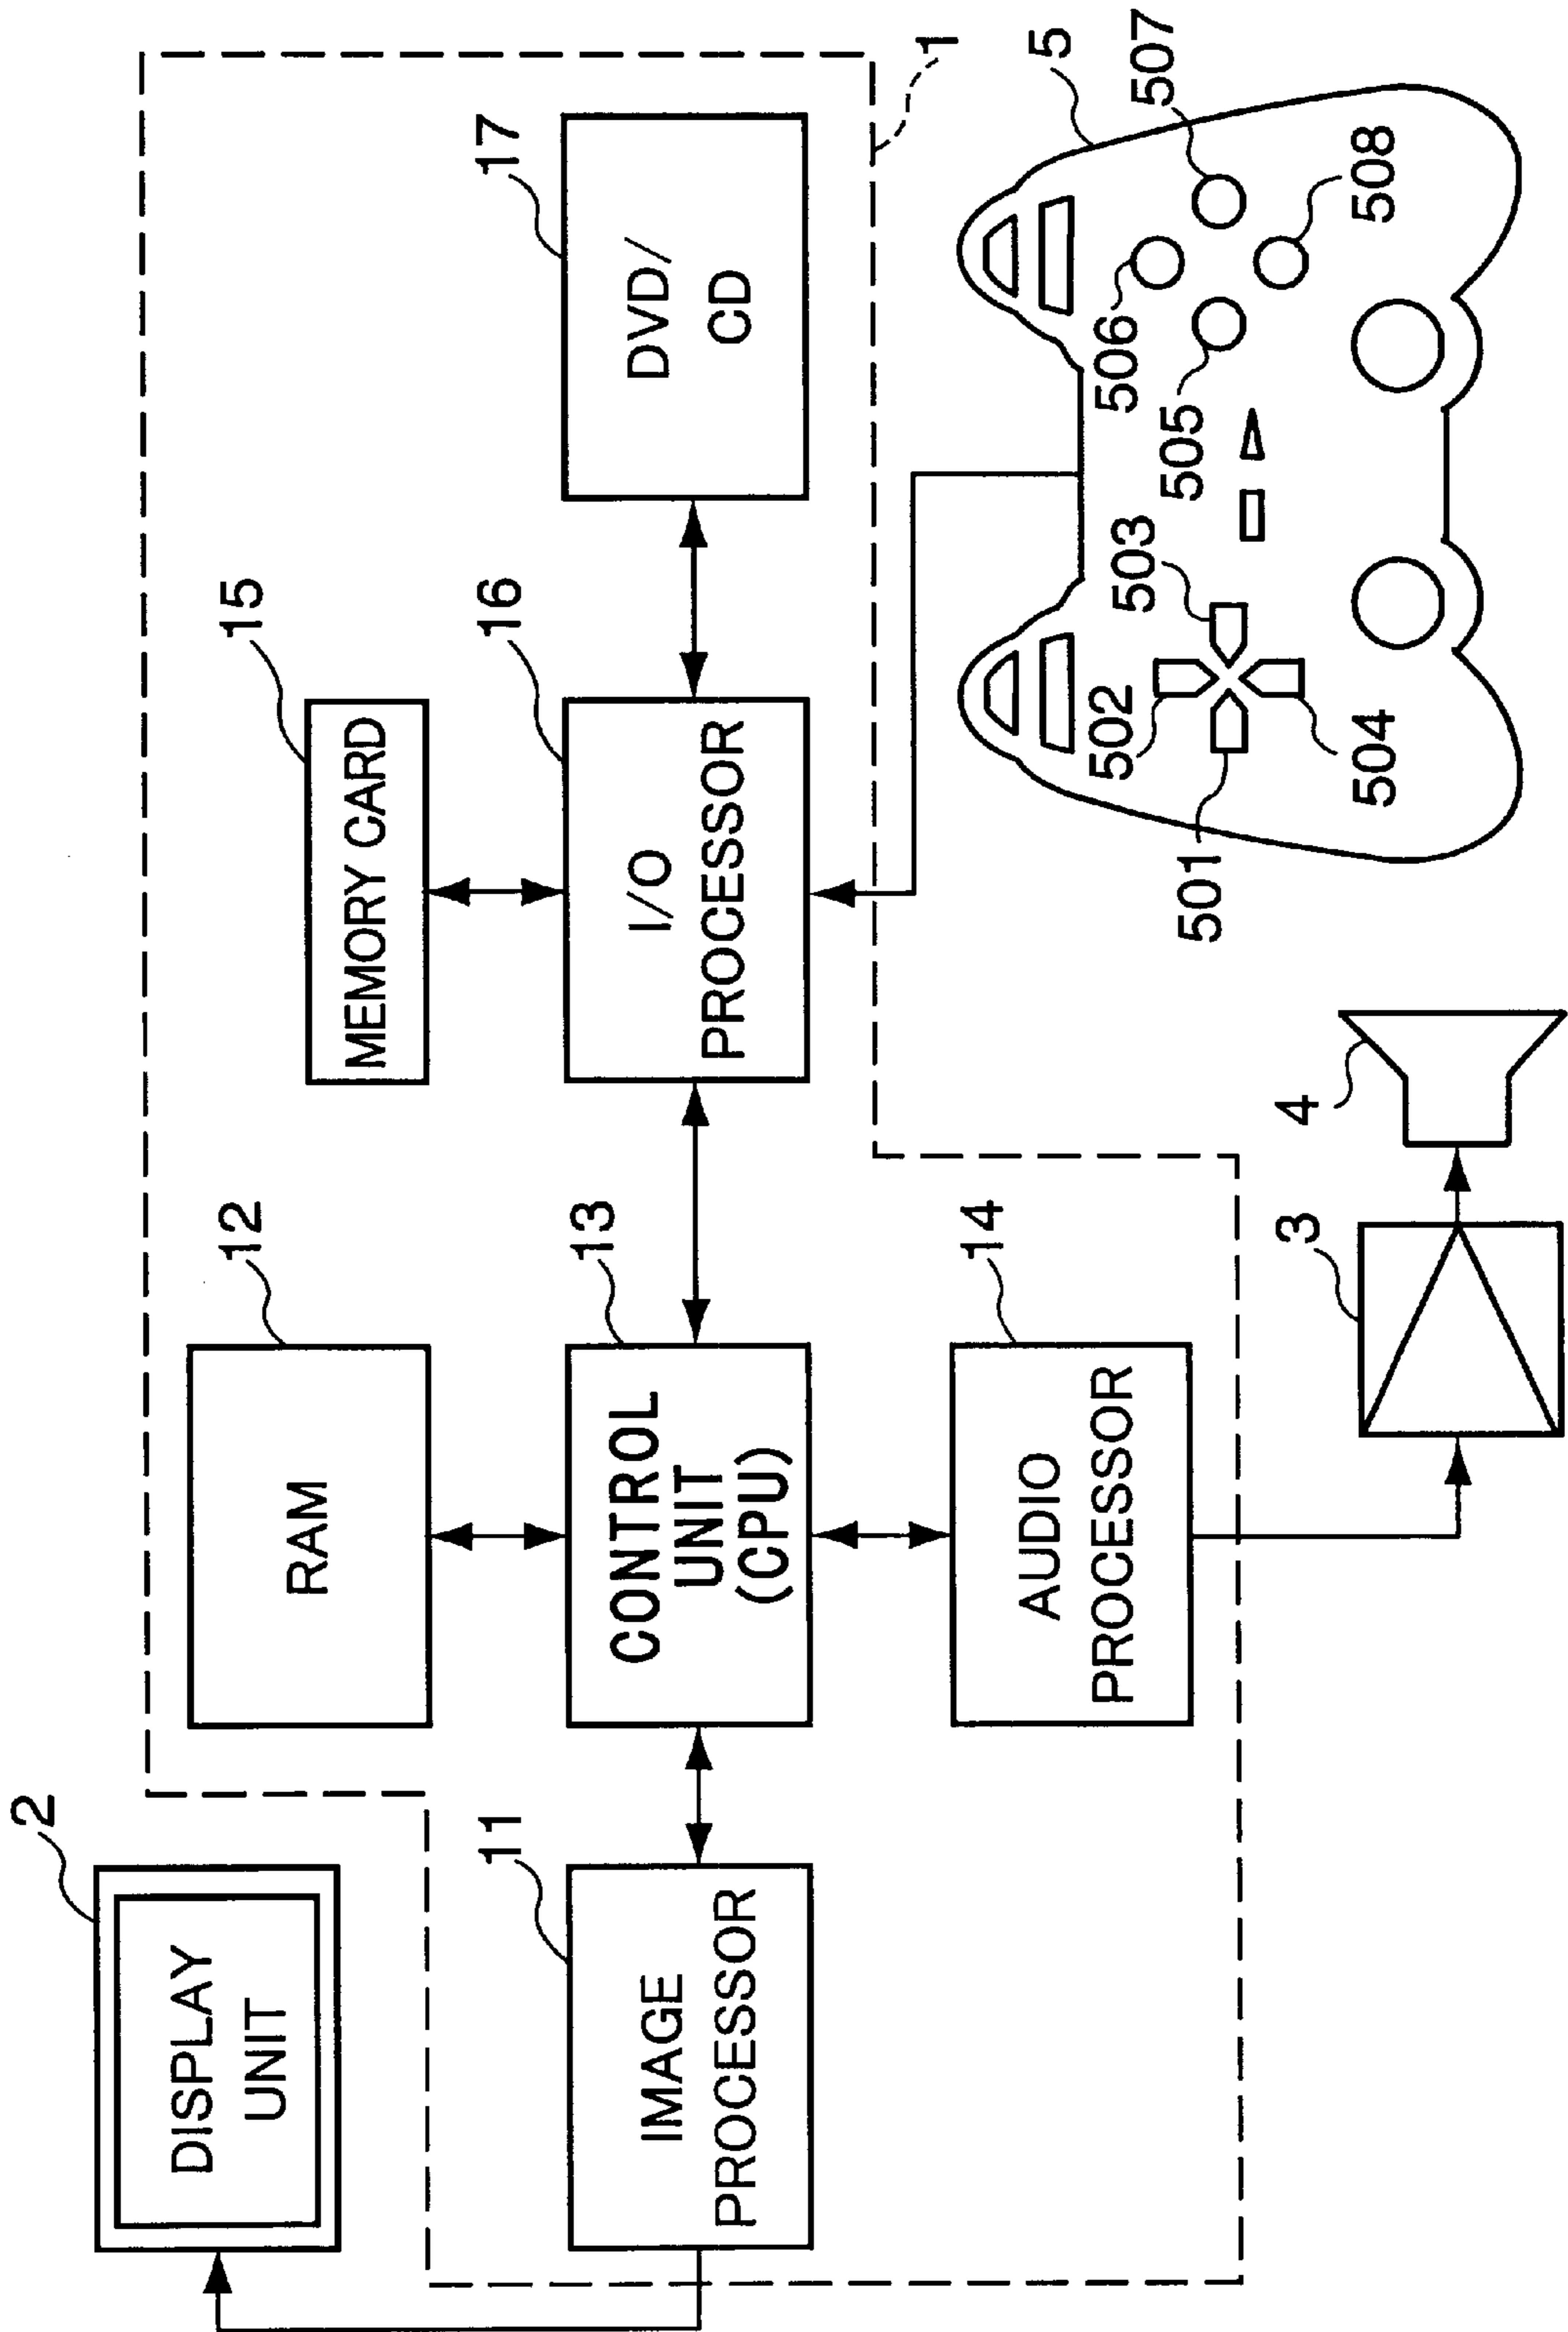 2
DISPLAY
UNIT
12
RAM
15
MEMORY CARD
11
IMAGE
PROCESSOR
13
CONTROL
UNIT
(CPU)
16
I/O
PROCESSOR
17
DVD/
CD
14
AUDIO
PROCESSOR
1
3
4
5
501
502
503
504
505
506
507
508